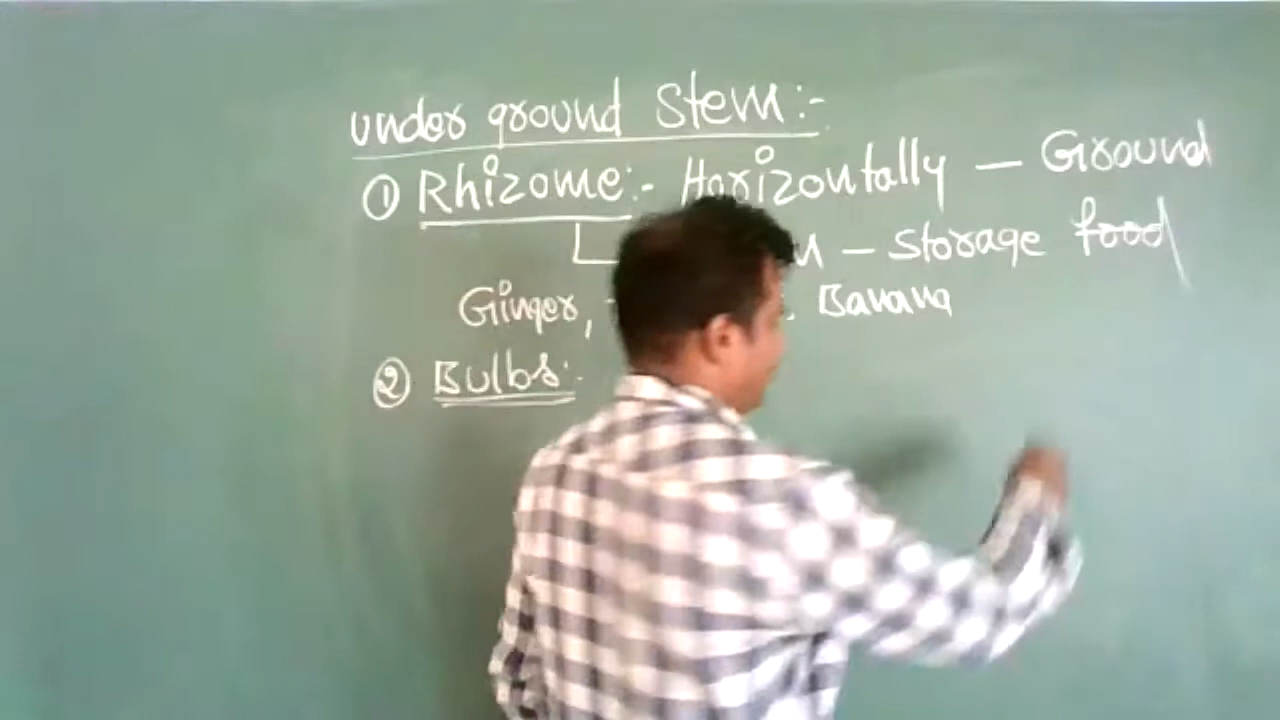 under ground Stem:-
① Rhizome:- Horizontally — Ground
— Storage food
Ginger, Banana
② Bulbs:-